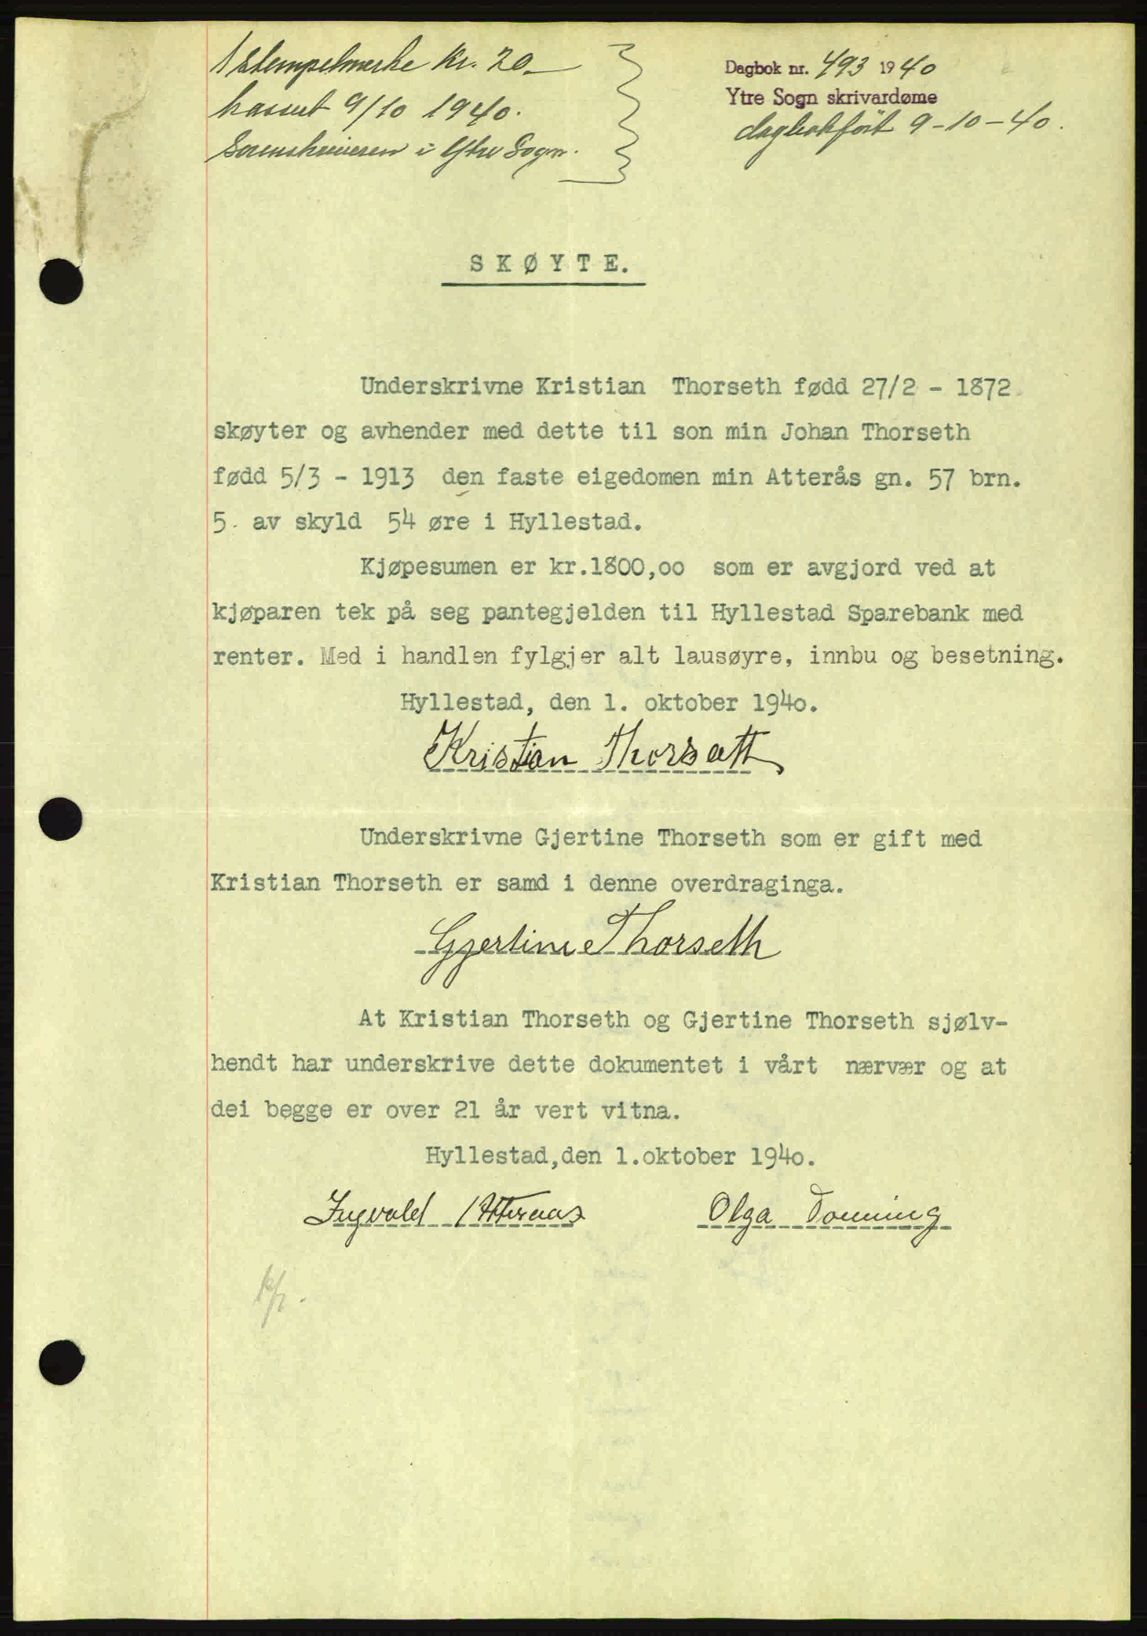 1 stempelmerke kr. 20_
kassert 9/10 1940.
Sorenskriveren i Ytre Sogn.
Dagbok nr. 493 1940
Ytre Sogn skrivardøme
dagbokført 9-10-40.
SKØYTE.
Underskrivne Kristian Thorseth fødd 27/2 - 1872
skøyter og avhender med dette til son min Johan Thorseth
fødd 5/3 - 1913 den faste eigedomen min Atterås gn. 57 brn.
5. av skyld 54 øre i Hyllestad.
Kjøpesumen er kr.1800,oo som er avgjord ved at
kjøparen tek på seg pantegjelden til Hyllestad Sparebank med
renter. Med i handlen fylgjer alt lausøyre, innbu og besetning.
Hyllestad, den 1. oktober 194o.
Kristian Thorsætt
Underskrivne Gjertine Thorseth som er gift med
Kristian Thorseth er samd i denne overdraginga.
Gjertine Thorseth
At Kristian Thorseth og Gjertine Thorseth sjølv-
hendt har underskrive dette dokumentet i vårt nærvær og at
dei begge er over 21 år vert vitna.
Hyllestad,den 1.oktober 194o.
Ingvald Atteraas Olga Tonning